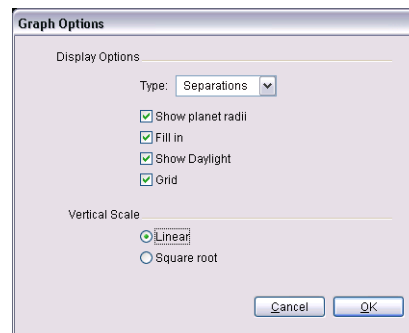 Graph Options
Display Options
Type: Separations
Show planet radii
Fill in
Show Daylight
Grid
Vertical Scale
Linear
Square root
Cancel OK